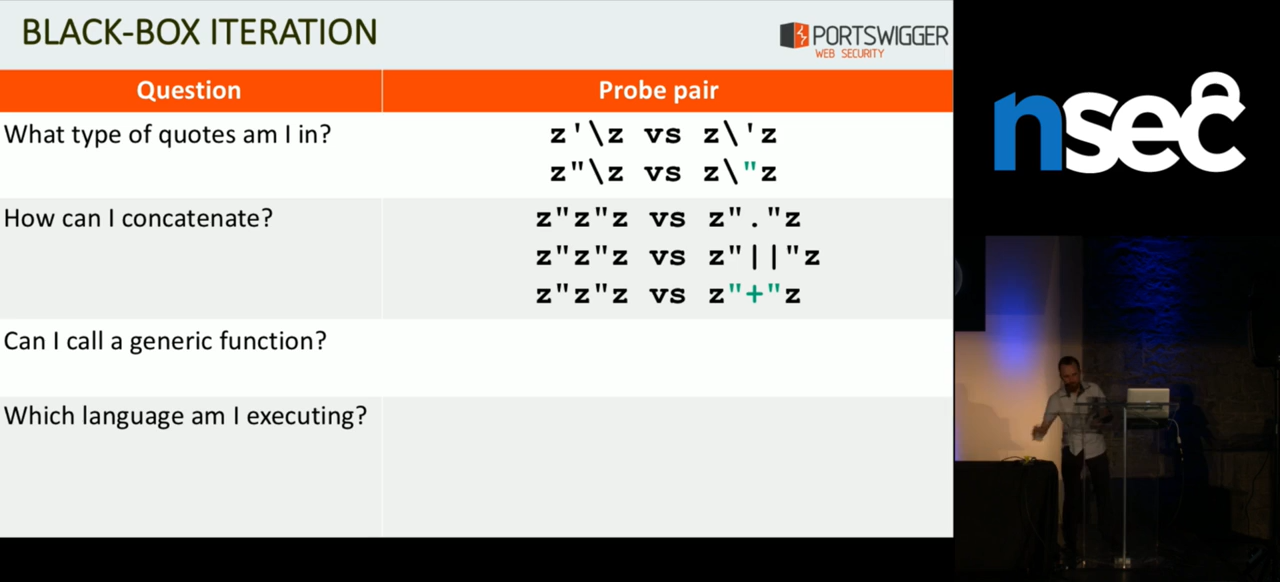 BLACK-BOX ITERATION
PORTSWIGGER
WEB SECURITY
Question
Probe pair
What type of quotes am I in?
z'\z vs z\'z
z"\z vs z\"z
How can I concatenate?
z"z"z vs z"."z
z"z"z vs z"||"z
z"z"z vs z"+"z
Can I call a generic function?
Which language am I executing?
nsec